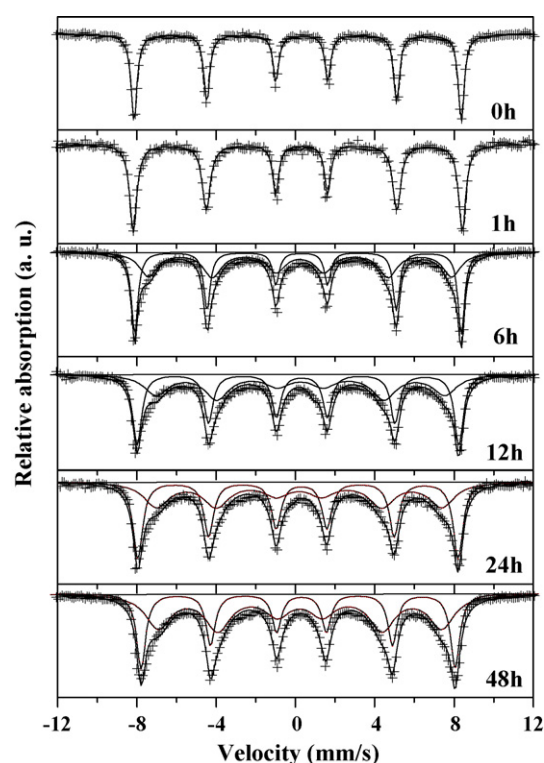 Relative absorption (a. u.)
0h
1h
6h
12h
24h
48h
-12 -8 -4 0 4 8 12
Velocity (mm/s)